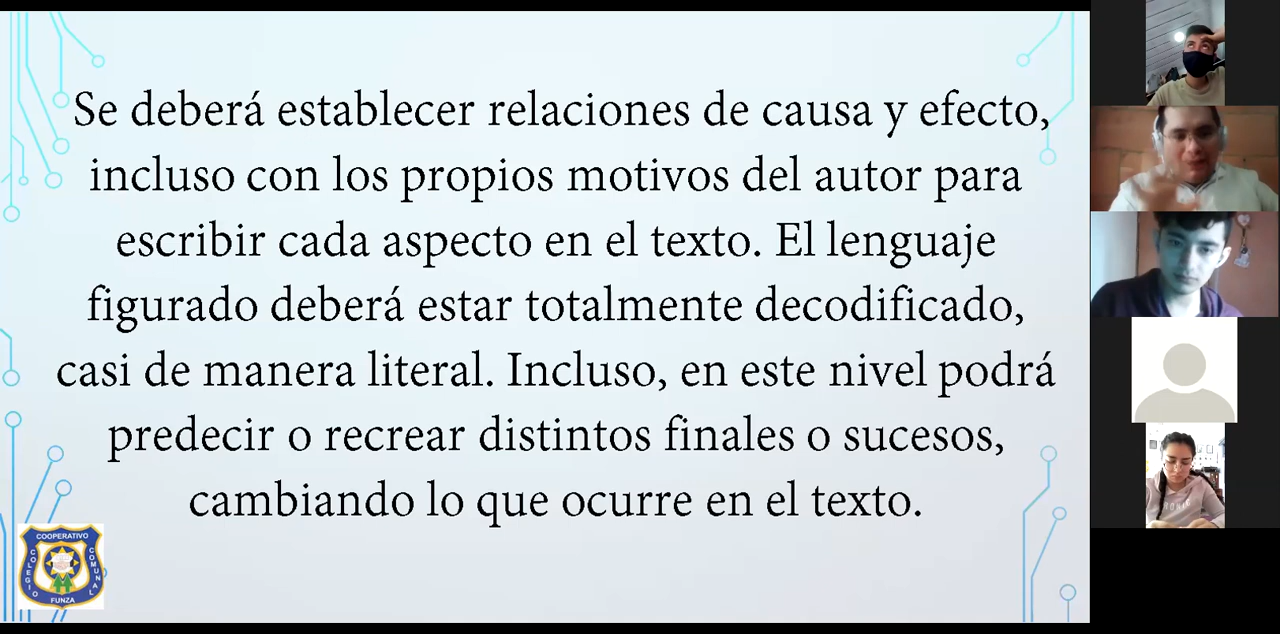 Se deberá establecer relaciones de causa y efecto,
incluso con los propios motivos del autor para
escribir cada aspecto en el texto. El lenguaje
figurado deberá estar totalmente decodificado,
casi de manera literal. Incluso, en este nivel podrá
predecir o recrear distintos finales o sucesos,
cambiando lo que ocurre en el texto.
COOPERATIVO
COLEGIO
COMUNAL
FUNZA